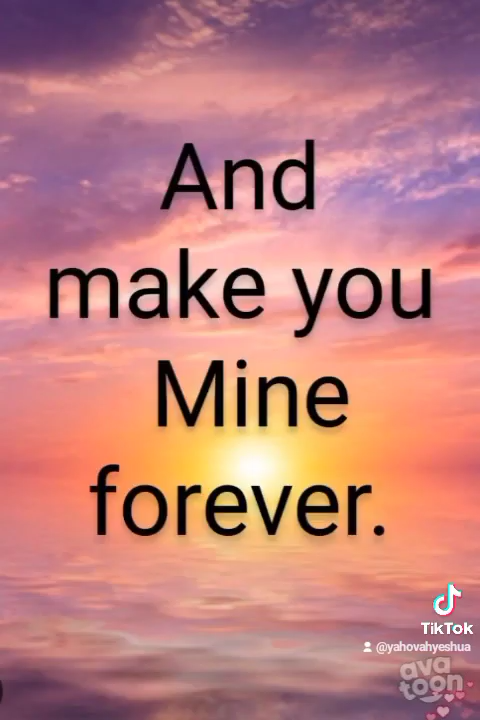 And
make you
Mine
forever.
TikTok
@yahovahyeshua
ava
toon